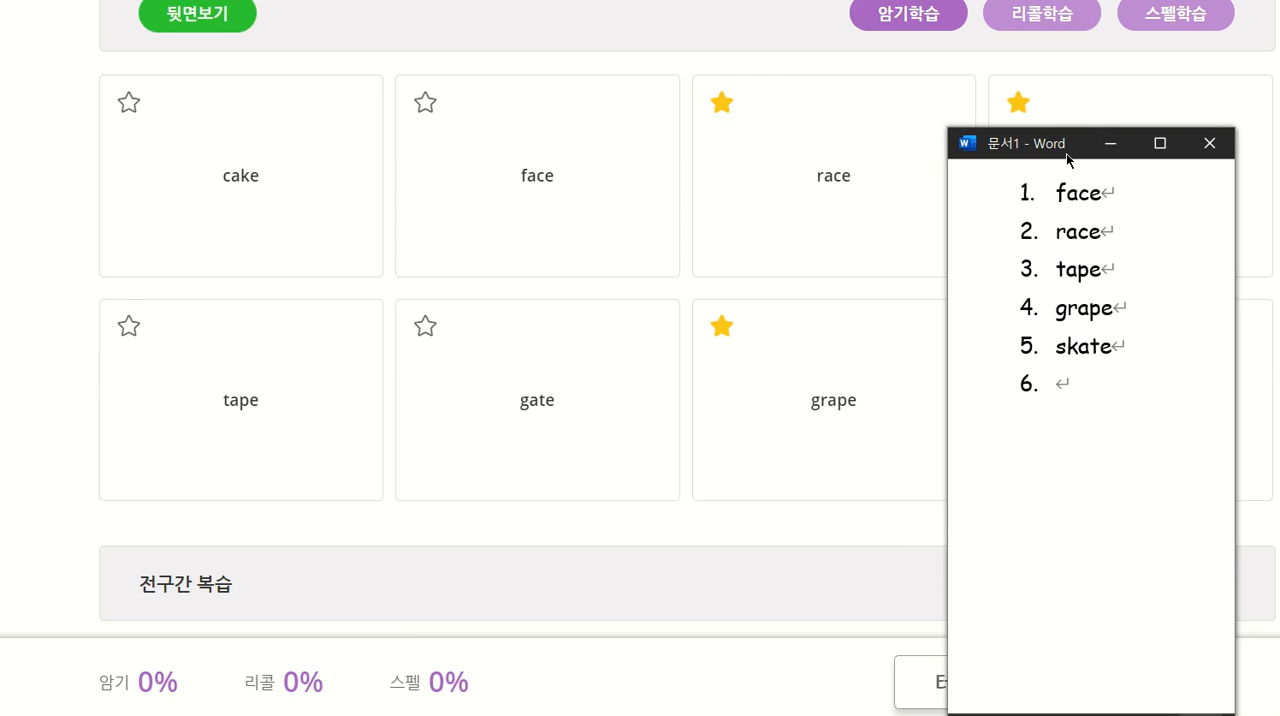 뒷면보기
암기학습
리콜학습
스펠학습
cake
face
race
tape
gate
grape
전구간 복습
암기 0%
리콜 0%
스펠 0%
문서1 - Word
1. face
2. race
3. tape
4. grape
5. skate
6.